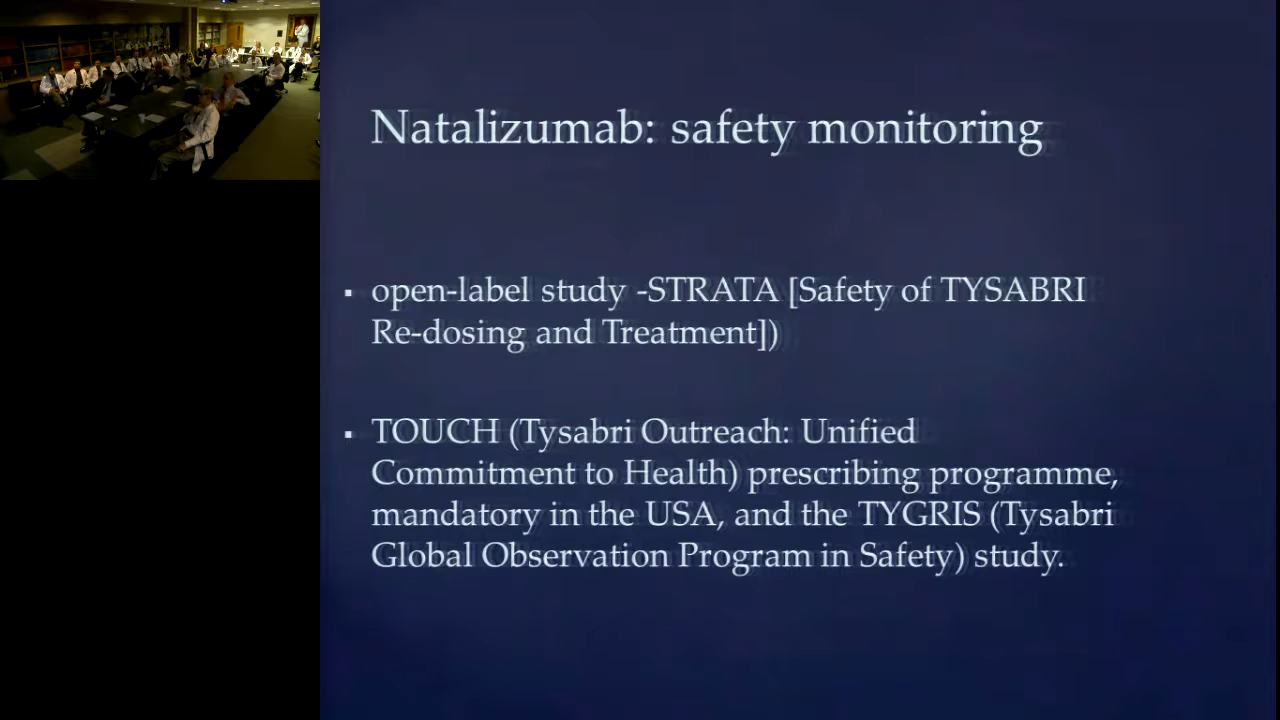 Natalizumab: safety monitoring
▪ open-label study -STRATA [Safety of TYSABRI
Re-dosing and Treatment])
▪ TOUCH (Tysabri Outreach: Unified
Commitment to Health) prescribing programme,
mandatory in the USA, and the TYGRIS (Tysabri
Global Observation Program in Safety) study.